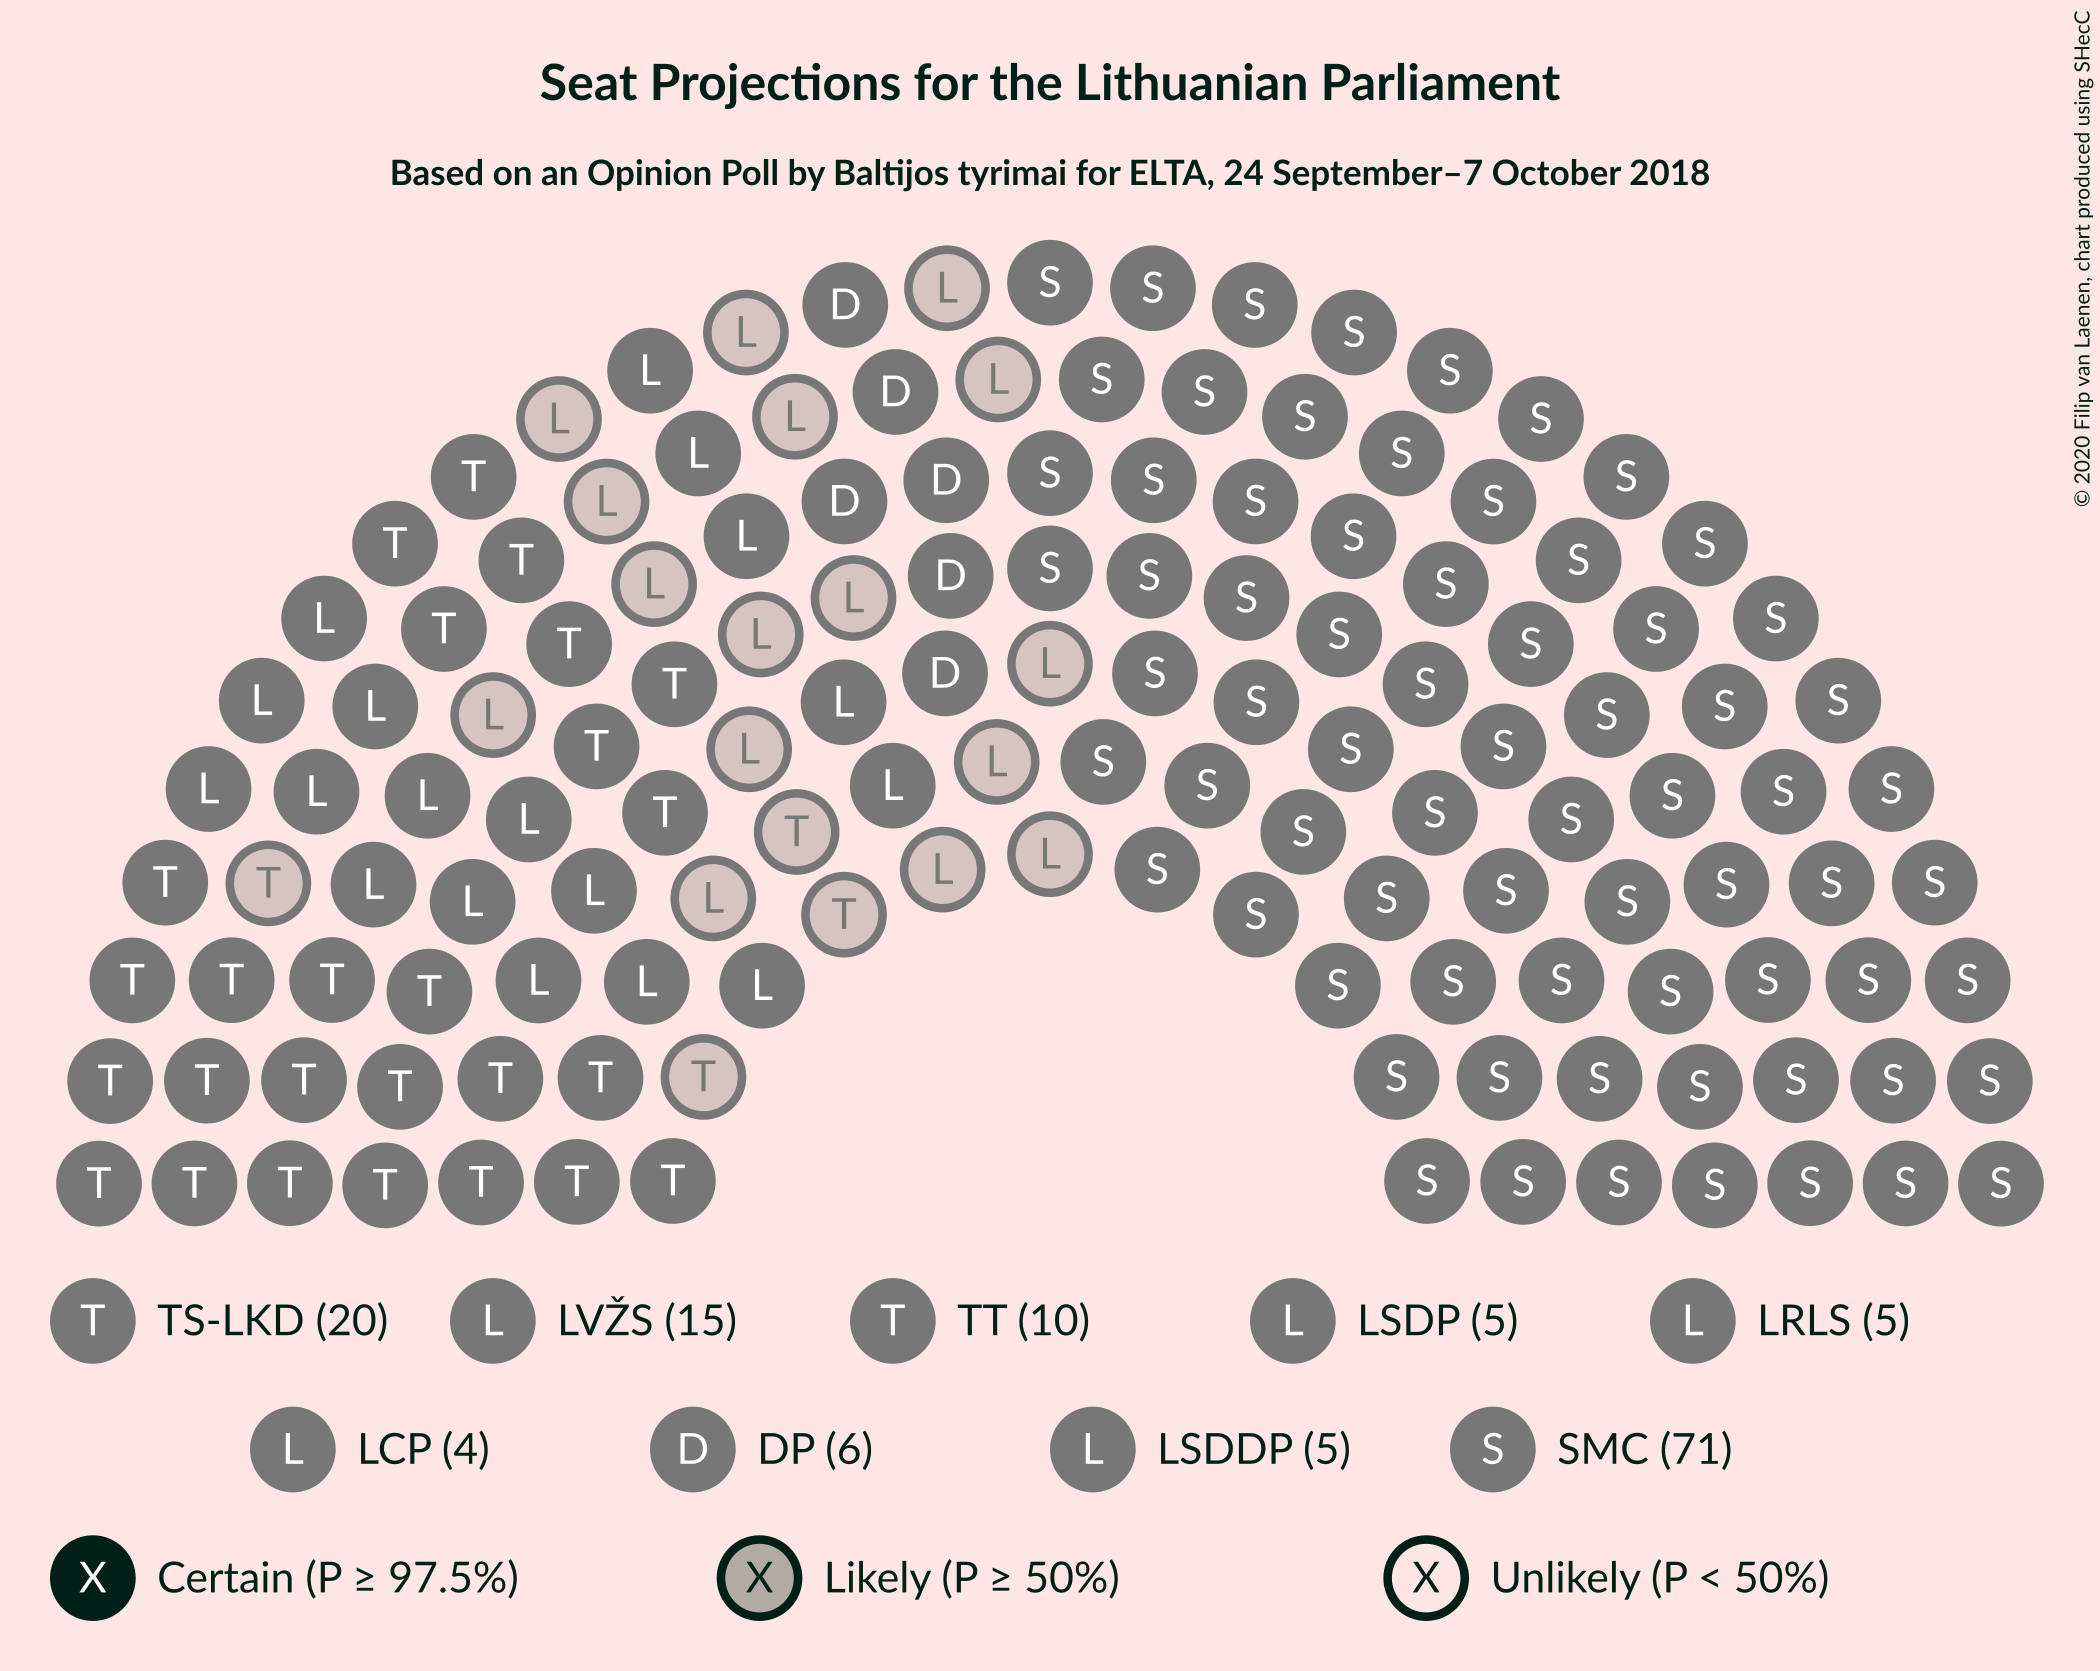 Seat Projections for the Lithuanian Parliament
Based on an Opinion Poll by Baltijos tyrimai for ELTA, 24 September–7 October 2018
© 2020 Filip van Laenen, chart produced using SHecC
L S S S S
D S
L S
L S
L D L S S S S
T L S S
L S S
T T L D D S S S S S
L T L L D S S S S S S
T T L L D L S S S S S S
L L L T L L S S S S S S
L L L L T L T L L S S S S S S S S
T T L L L L T L L S S S S S S S S
T T T T L L L S S S S S S S
T T T T T T T S S S S S S S
T T T T T T T S S S S S S S
T TS-LKD (20) L LVŽS (15) T TT (10) L LSDP (5) L LRLS (5)
L LCP (4) D DP (6) L LSDDP (5) S SMC (71)
X Certain (P ≥ 97.5%) X Likely (P ≥ 50%) X Unlikely (P < 50%)